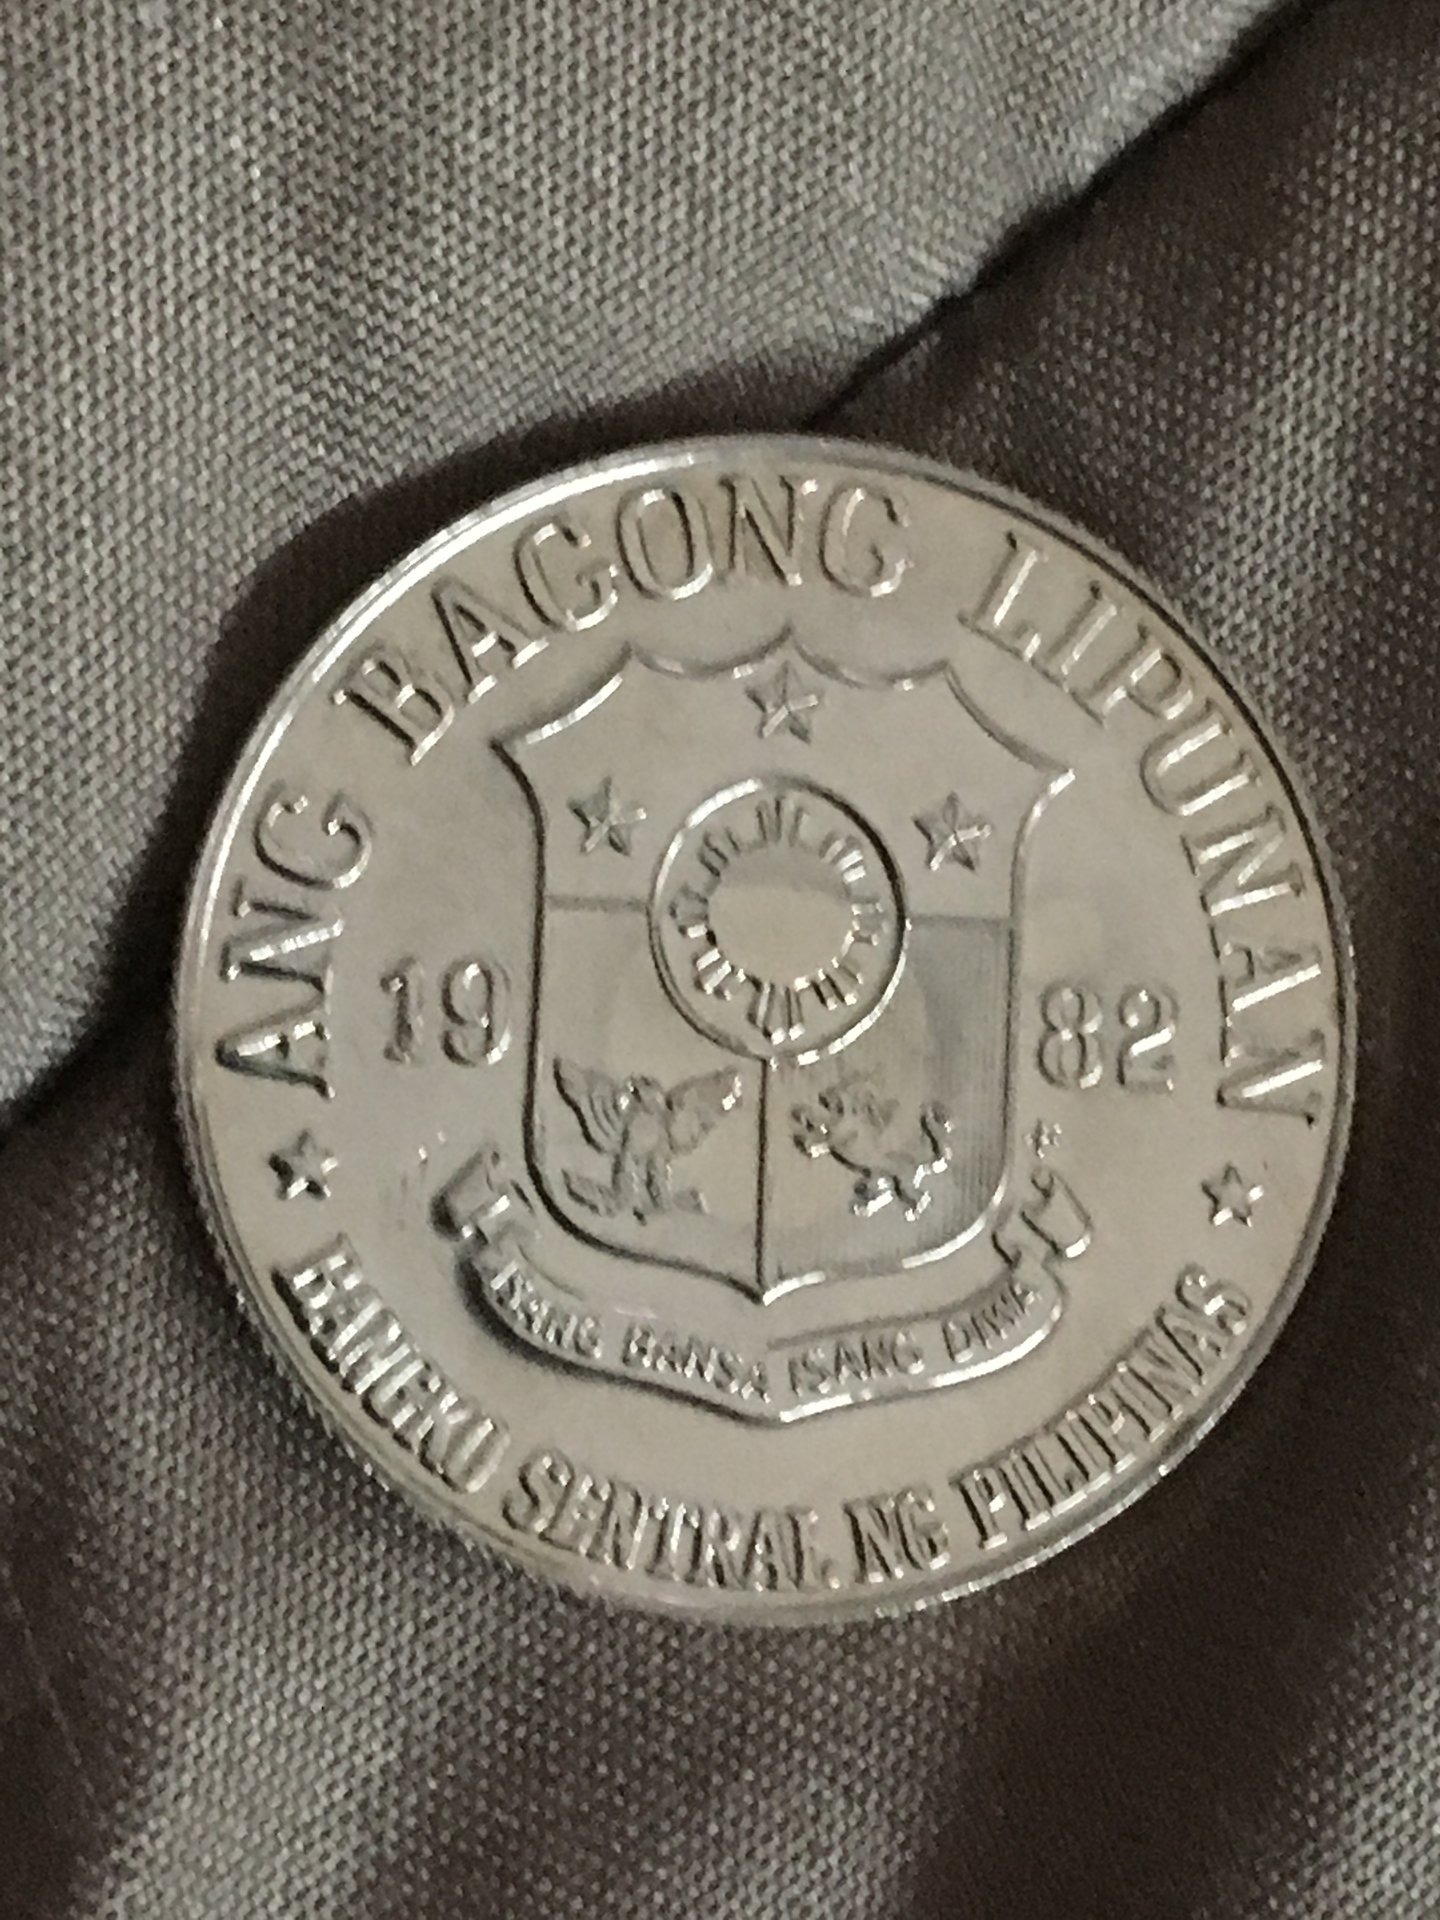 ANG BAGONG LIPUNAN
19 82
ISANG BANSA ISANG DIWA
BANGKO SENTRAL NG PILIPINAS